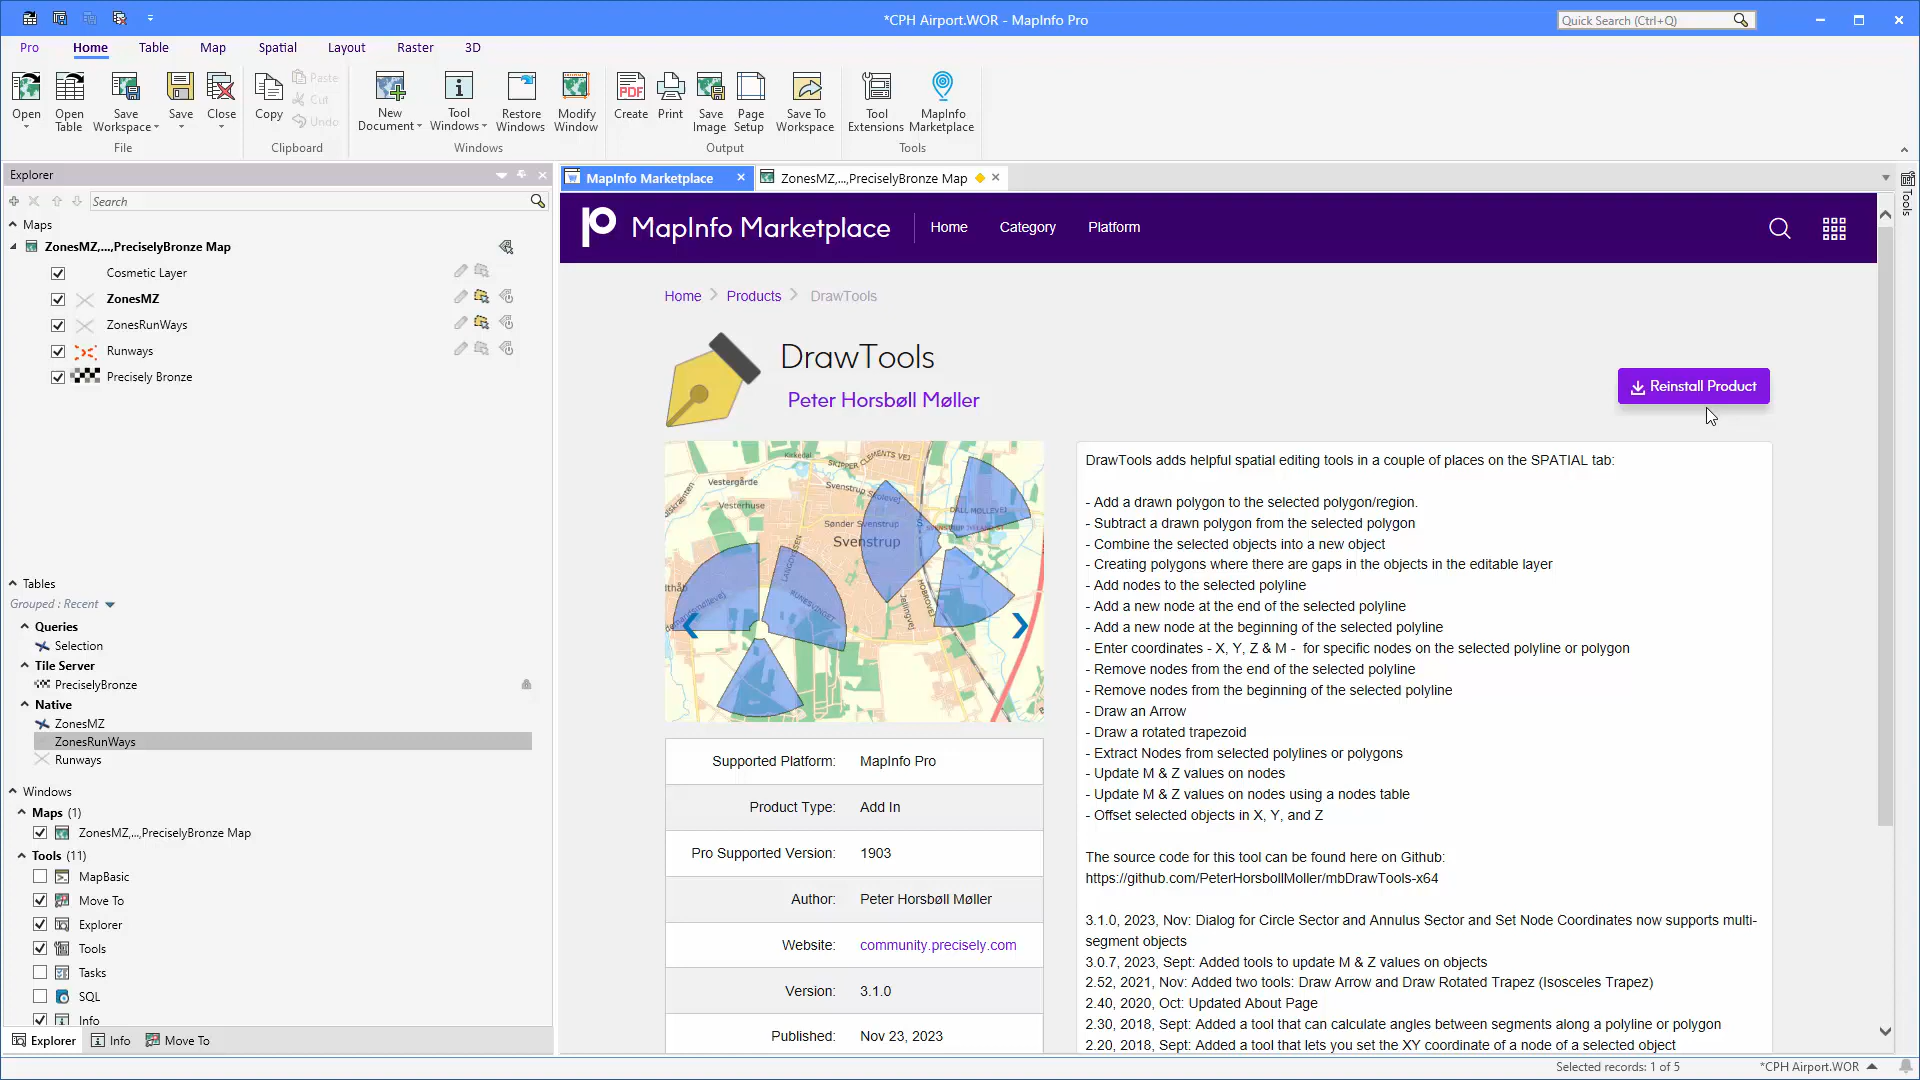 *CPH Airport.WOR - MapInfo Pro
Quick Search (Ctrl+Q)
Pro
Home
Table
Map
Spatial
Layout
Raster
3D
Open
Open Table
Save Workspace
Save
Close
File
Copy
Paste
Cut
Undo
Clipboard
New Document
Tool Windows
Restore Windows
Modify Window
Windows
PDF
Create
Print
Save Image
Page Setup
Save To Workspace
Output
Tool Extensions
MapInfo Marketplace
Tools
Explorer
Search
Maps
ZonesMZ,...,PreciselyBronze Map
Cosmetic Layer
ZonesMZ
ZonesRunWays
Runways
Precisely Bronze
Tables
Grouped : Recent
Queries
Selection
Tile Server
PreciselyBronze
Native
ZonesMZ
ZonesRunWays
Runways
Windows
Maps (1)
ZonesMZ,...,PreciselyBronze Map
Tools (11)
MapBasic
Move To
Explorer
Tools
Tasks
SQL
Info
Explorer
Info
Move To
MapInfo Marketplace
ZonesMZ,...,PreciselyBronze Map
Tools
MapInfo Marketplace
Home
Category
Platform
Home
Products
DrawTools
DrawTools
Peter Horsbøll Møller
Reinstall Product
Kirkedal
SKIPPER CLEMENTS VEJ
Vestergårde
Vesterhuse
Svenstrup Skolevej
DALL MØLLEVEJ
Sønder Svenstrup
Svenstrup
LANGDYSSEN
RUNESVINGET
HOBROVEJ
Jellingvej
Supported Platform: MapInfo Pro
Product Type: Add In
Pro Supported Version: 1903
Author: Peter Horsbøll Møller
Website: community.precisely.com
Version: 3.1.0
Published: Nov 23, 2023
DrawTools adds helpful spatial editing tools in a couple of places on the SPATIAL tab:
- Add a drawn polygon to the selected polygon/region.
- Subtract a drawn polygon from the selected polygon
- Combine the selected objects into a new object
- Creating polygons where there are gaps in the objects in the editable layer
- Add nodes to the selected polyline
- Add a new node at the end of the selected polyline
- Add a new node at the beginning of the selected polyline
- Enter coordinates - X, Y, Z & M - for specific nodes on the selected polyline or polygon
- Remove nodes from the end of the selected polyline
- Remove nodes from the beginning of the selected polyline
- Draw an Arrow
- Draw a rotated trapezoid
- Extract Nodes from selected polylines or polygons
- Update M & Z values on nodes
- Update M & Z values on nodes using a nodes table
- Offset selected objects in X, Y, and Z
The source code for this tool can be found here on Github:
https://github.com/PeterHorsbollMoller/mbDrawTools-x64
3.1.0, 2023, Nov: Dialog for Circle Sector and Annulus Sector and Set Node Coordinates now supports multi-
segment objects
3.0.7, 2023, Sept: Added tools to update M & Z values on objects
2.52, 2021, Nov: Added two tools: Draw Arrow and Draw Rotated Trapez (Isosceles Trapez)
2.40, 2020, Oct: Updated About Page
2.30, 2018, Sept: Added a tool that can calculate angles between segments along a polyline or polygon
2.20, 2018, Sept: Added a tool that lets you set the XY coordinate of a node of a selected object
Selected records: 1 of 5
*CPH Airport.WOR